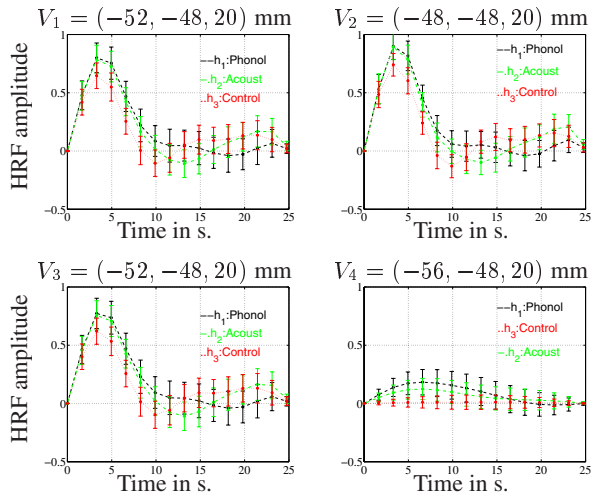 V1 = (−52, −48, 20) mm
HRF amplitude
1
0.5
0
−0.5
0 5 10 15 20 25
Time in s.
−−h1:Phonol
−.h2:Acoust
..h3:Control
V2 = (−48, −48, 20) mm
1
0.5
0
−0.5
0 5 10 15 20 25
Time in s.
−−h1:Phonol
−.h2:Acoust
..h3:Control
V3 = (−52, −48, 20) mm
HRF amplitude
1
0.5
0
−0.5
0 5 10 15 20 25
Time in s.
−−h1:Phonol
−.h2:Acoust
..h3:Control
V4 = (−56, −48, 20) mm
1
0.5
0
−0.5
0 5 10 15 20 25
Time in s.
−−h1:Phonol
..h3:Control
−.h2:Acoust